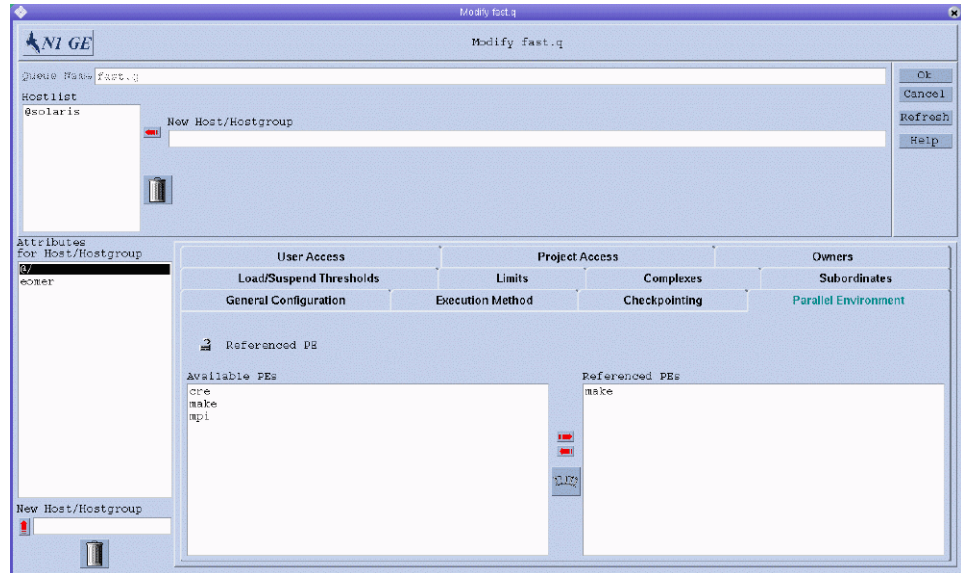 Modify fast.q
N1 GE
Modify fast.q
Queue Name fast.q
Ok
Hostlist
Cancel
@solaris
Refresh
New Host/Hostgroup
Help
Attributes
for Host/Hostgroup
@/
eomer
User Access Project Access Owners
Load/Suspend Thresholds Limits Complexes Subordinates
General Configuration Execution Method Checkpointing Parallel Environment
Referenced PE
Available PEs Referenced PEs
cre make
make
mpi
New Host/Hostgroup